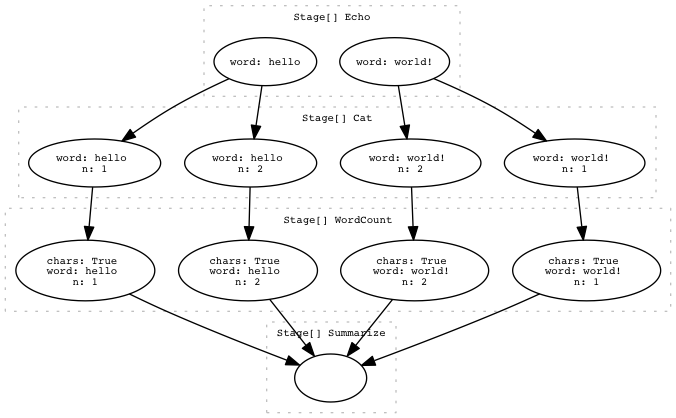 Stage[] Echo
word: hello
word: world!
Stage[] Cat
word: hello
n: 1
word: hello
n: 2
word: world!
n: 2
word: world!
n: 1
Stage[] WordCount
chars: True
word: hello
n: 1
chars: True
word: hello
n: 2
chars: True
word: world!
n: 2
chars: True
word: world!
n: 1
Stage[] Summarize